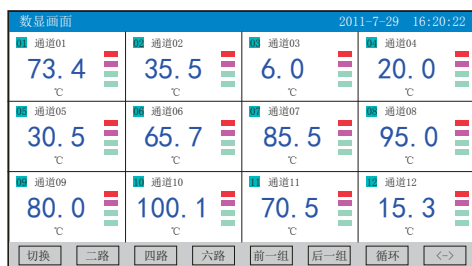 数显画面 2011-7-29 16:20:22
01 通道01 02 通道02 03 通道03 04 通道04
73.4 35.5 6.0 20.0
℃ ℃ ℃ ℃
05 通道05 06 通道06 07 通道07 08 通道08
30.5 65.7 85.5 95.0
℃ ℃ ℃ ℃
09 通道09 10 通道10 11 通道11 12 通道12
80.0 100.1 70.5 15.3
℃ ℃ ℃ ℃
切换 二路 四路 六路 前一组 后一组 循环 <->